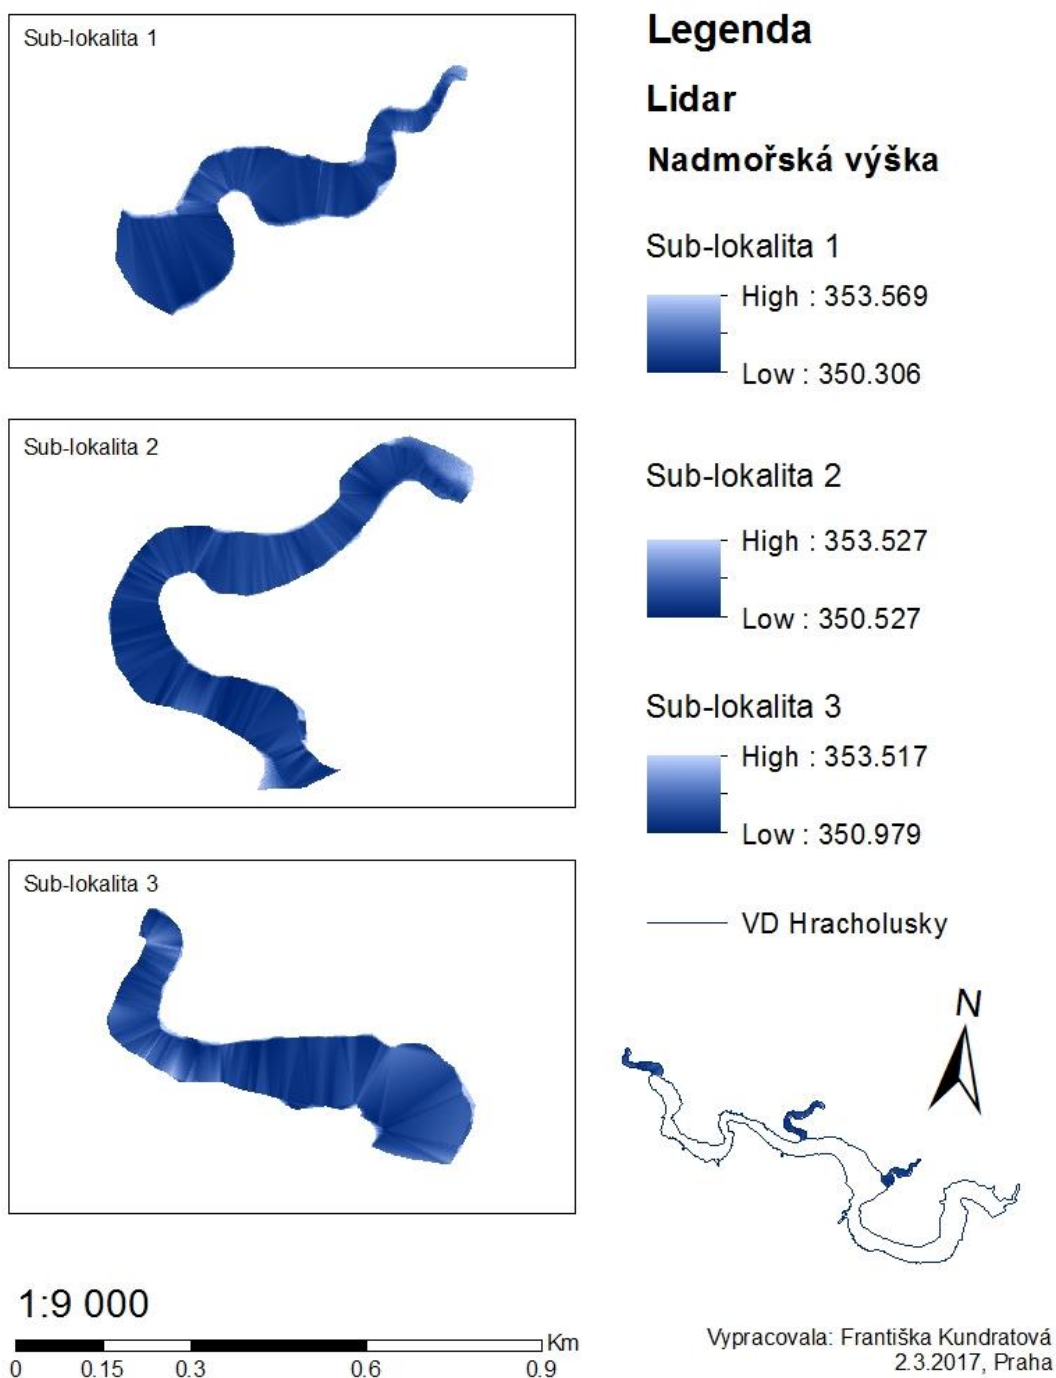 Sub-lokalita 1
Sub-lokalita 2
Sub-lokalita 3
Legenda
Lidar
Nadmořská výška
Sub-lokalita 1
High : 353.569
Low : 350.306
Sub-lokalita 2
High : 353.527
Low : 350.527
Sub-lokalita 3
High : 353.517
Low : 350.979
VD Hracholusky
N
1:9 000
Km
0 0.15 0.3 0.6 0.9
Vypracovala: Františka Kundratová
2.3.2017, Praha